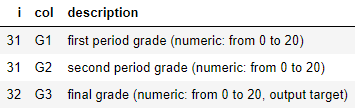 i col description
31 G1 first period grade (numeric: from 0 to 20)
31 G2 second period grade (numeric: from 0 to 20)
32 G3 final grade (numeric: from 0 to 20, output target)